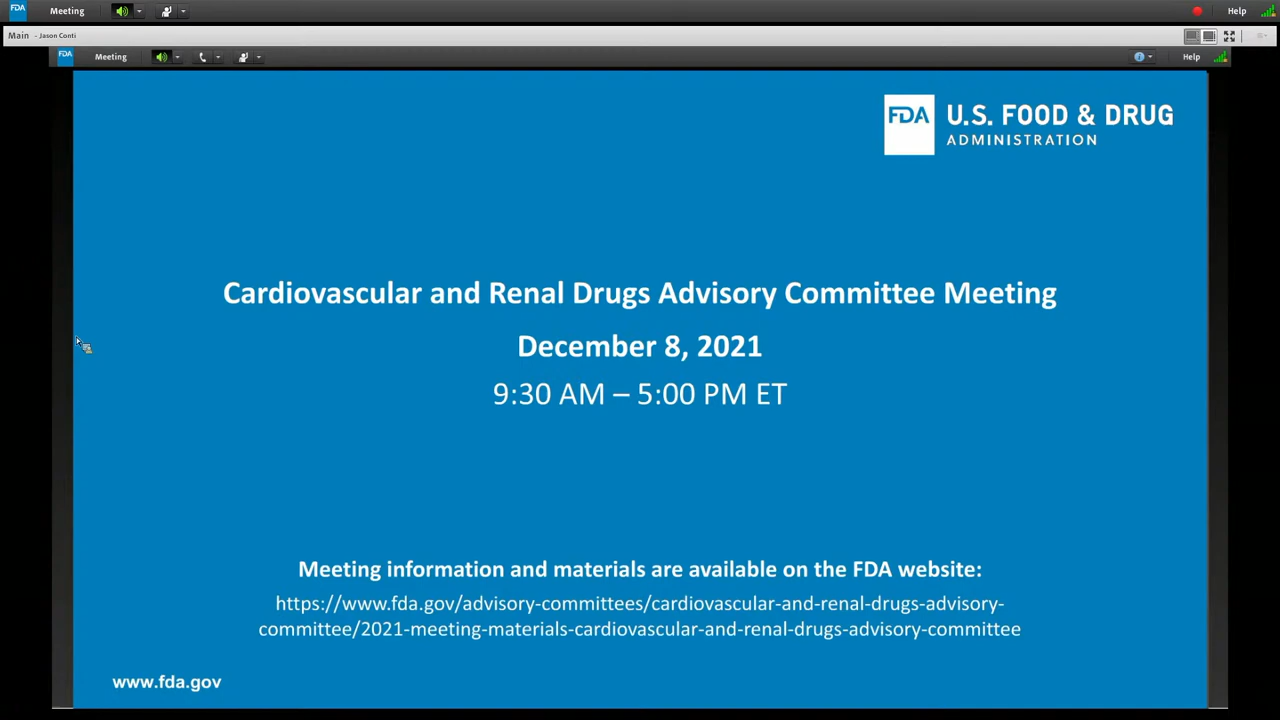 FDA Meeting Help
Main - Jason Conti
FDA Meeting Help
FDA U.S. FOOD & DRUG
ADMINISTRATION
Cardiovascular and Renal Drugs Advisory Committee Meeting
December 8, 2021
9:30 AM – 5:00 PM ET
Meeting information and materials are available on the FDA website:
https://www.fda.gov/advisory-committees/cardiovascular-and-renal-drugs-advisory-
committee/2021-meeting-materials-cardiovascular-and-renal-drugs-advisory-committee
www.fda.gov